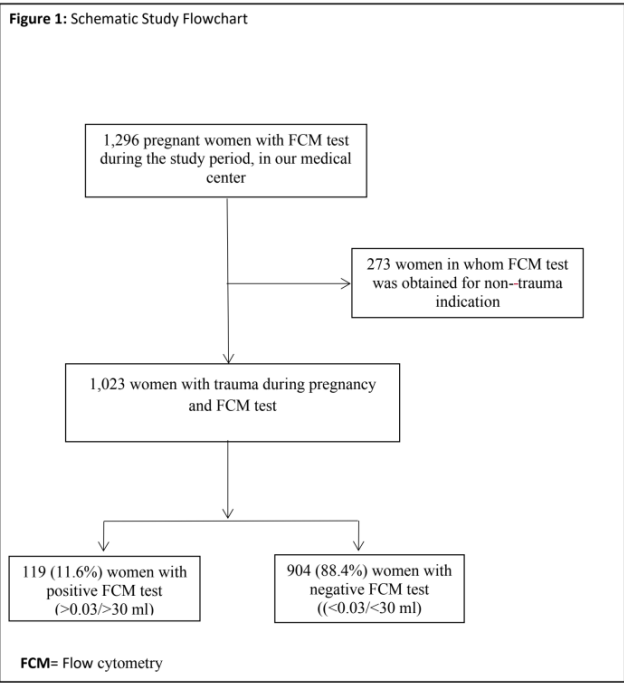 Figure 1: Schematic Study Flowchart
1,296 pregnant women with FCM test
during the study period, in our medical
center
273 women in whom FCM test
was obtained for non--trauma
indication
1,023 women with trauma during pregnancy
and FCM test
119 (11.6%) women with
positive FCM test
(>0.03/>30 ml)
904 (88.4%) women with
negative FCM test
((<0.03/<30 ml)
FCM= Flow cytometry